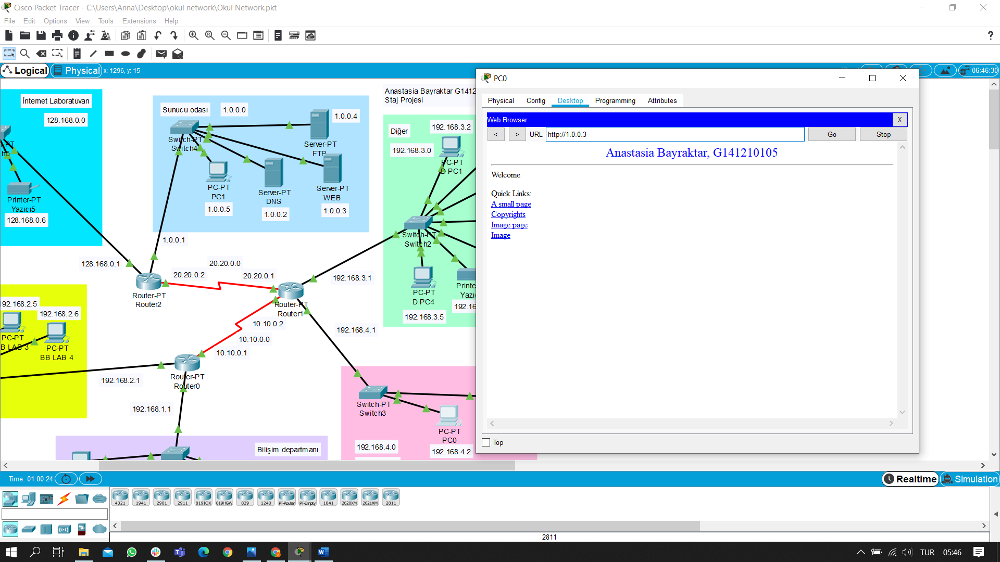 Cisco Packet Tracer - C:\Users\Anna\Desktop\okul network\Okul Network.pkt
File Edit Options View Tools Extensions Help
Logical Physical x: 1296, y: 15
06:46:30
İnternet Laboratuvarı
128.168.0.0
Printer-PT
Yazıcı5
128.168.0.6
Sunucu odası
1.0.0.0
1.0.0.4
Switch-PT
Switch4
Server-PT
FTP
PC-PT
PC1
1.0.0.5
Server-PT
DNS
1.0.0.2
Server-PT
WEB
1.0.0.3
Anastasia Bayraktar G1412
Staj Projesi
Diğer
192.168.3.2
192.168.3.0
PC-PT
D PC1
Switch-PT
Switch2
PC-PT
D PC4
192.168.3.5
Printe
Yazı
192.16
1.0.0.1
128.168.0.1
20.20.0.0
20.20.0.2
20.20.0.1
192.168.3.1
Router-PT
Router2
Router-PT
Router1
10.10.0.2
10.10.0.0
10.10.0.1
192.168.4.1
92.168.2.5
192.168.2.6
PC-PT
B LAB 3
PC-PT
BB LAB 4
Router-PT
Router0
192.168.2.1
192.168.1.1
Bilişim departmanı
Switch-PT
Switch3
PC-PT
PC0
192.168.4.0
192.168.4.2
PC0
Physical Config Desktop Programming Attributes
Web Browser X
< > URL http://1.0.0.3 Go Stop
Anastasia Bayraktar, G141210105
Welcome
Quick Links:
A small page
Copyrights
Image page
Image
Top
Time: 01:00:24
Realtime Simulation
4321 1941 2901 2911 819IOX 819HGW 829 1240 PT-Router PT-Empty 1841 2620XM 2621XM 2811
2811
TUR 05:46